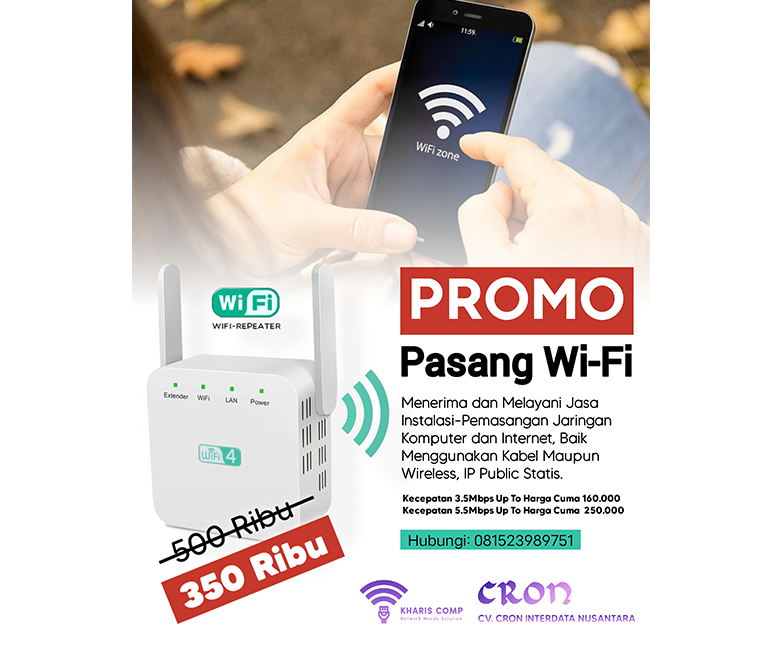 11:59.
WiFi zone
WiFi
WIFI-REPEATER
Extender WiFi LAN Power
WiFi 4
500 Ribu
350 Ribu
PROMO
Pasang Wi-Fi
Menerima dan Melayani Jasa
Instalasi-Pemasangan Jaringan
Komputer dan Internet, Baik
Menggunakan Kabel Maupun
Wireless, IP Public Statis.
Kecepatan 3.5Mbps Up To Harga Cuma 160.000
Kecepatan 5.5Mbps Up To Harga Cuma 250.000
Hubungi: 081523989751
KHARIS COMP
Network Needs Solution
CRON
CV. CRON INTERDATA NUSANTARA